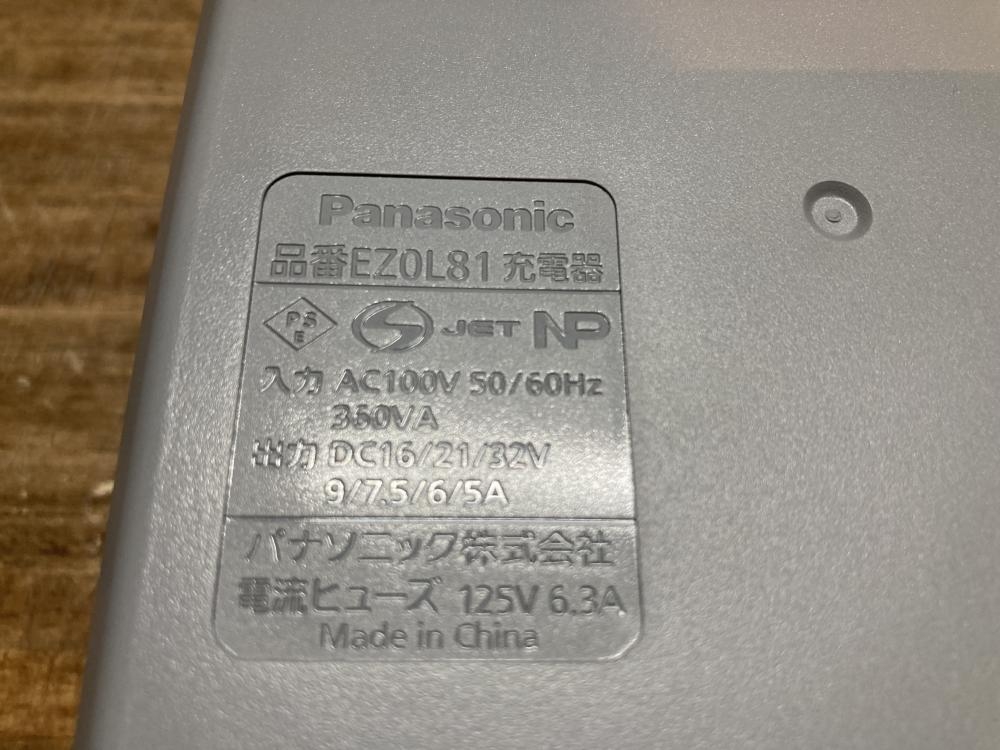 Panasonic
品番EZ0L81 充電器
PS
E
JET NP
入力 AC100V 50/60Hz
360VA
出力 DC16/21/32V
9/7.5/6/5A
パナソニック株式会社
電流ヒューズ 125V 6.3A
Made in China